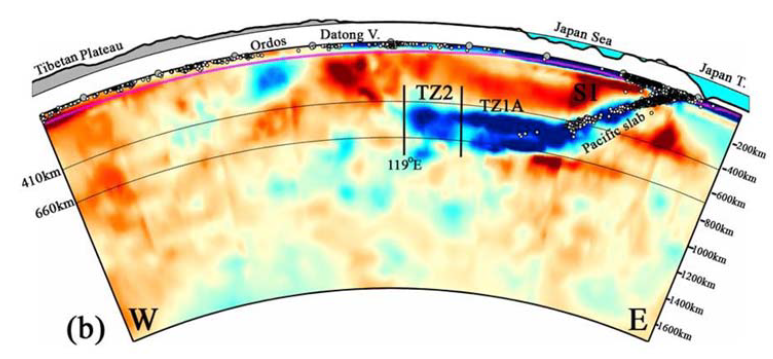 Tibetan Plateau
Ordos
Datong V.
Japan Sea
Japan T.
TZ2
TZ1A
S1
Pacific slab
119°E
410km
660km
200km
400km
600km
800km
1000km
1200km
1400km
1600km
(b)
W
E